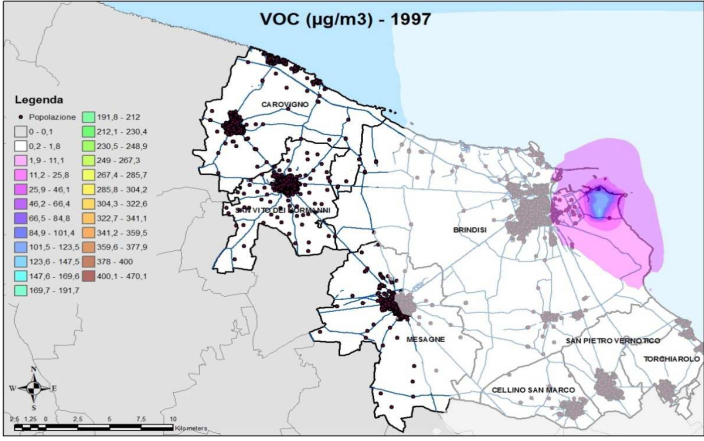 VOC (µg/m3) - 1997
Legenda
Popolazione
0 - 0,1
0,2 - 1,8
1,9 - 11,1
11,2 - 25,8
25,9 - 46,1
46,2 - 66,4
66,5 - 84,8
84,9 - 101,4
101,5 - 123,5
123,6 - 147,5
147,6 - 169,6
169,7 - 191,7
191,8 - 212
212,1 - 230,4
230,5 - 248,9
249 - 267,3
267,4 - 285,7
285,8 - 304,2
304,3 - 322,6
322,7 - 341,1
341,2 - 359,5
359,6 - 377,9
378 - 400
400,1 - 470,1
CAROVIGNO
SAN VITO DEI NORMANNI
BRINDISI
MESAGNE
SAN PIETRO VERNOTICO
TORCHIAROLO
CELLINO SAN MARCO
N
W E
S
2,5 1,25 0 2,5 5 7,5 10
Kilometers